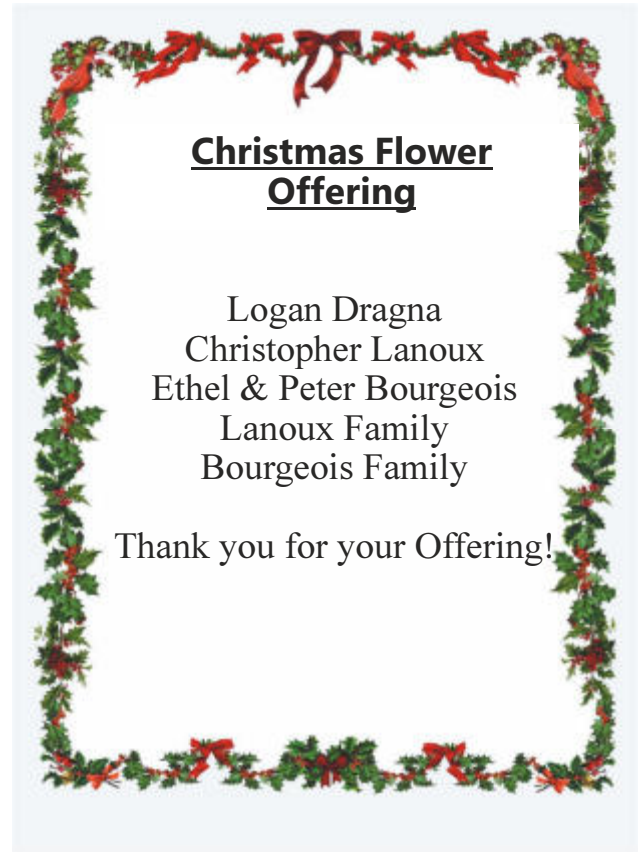 Christmas Flower
Offering
Logan Dragna
Christopher Lanoux
Ethel & Peter Bourgeois
Lanoux Family
Bourgeois Family
Thank you for your Offering!